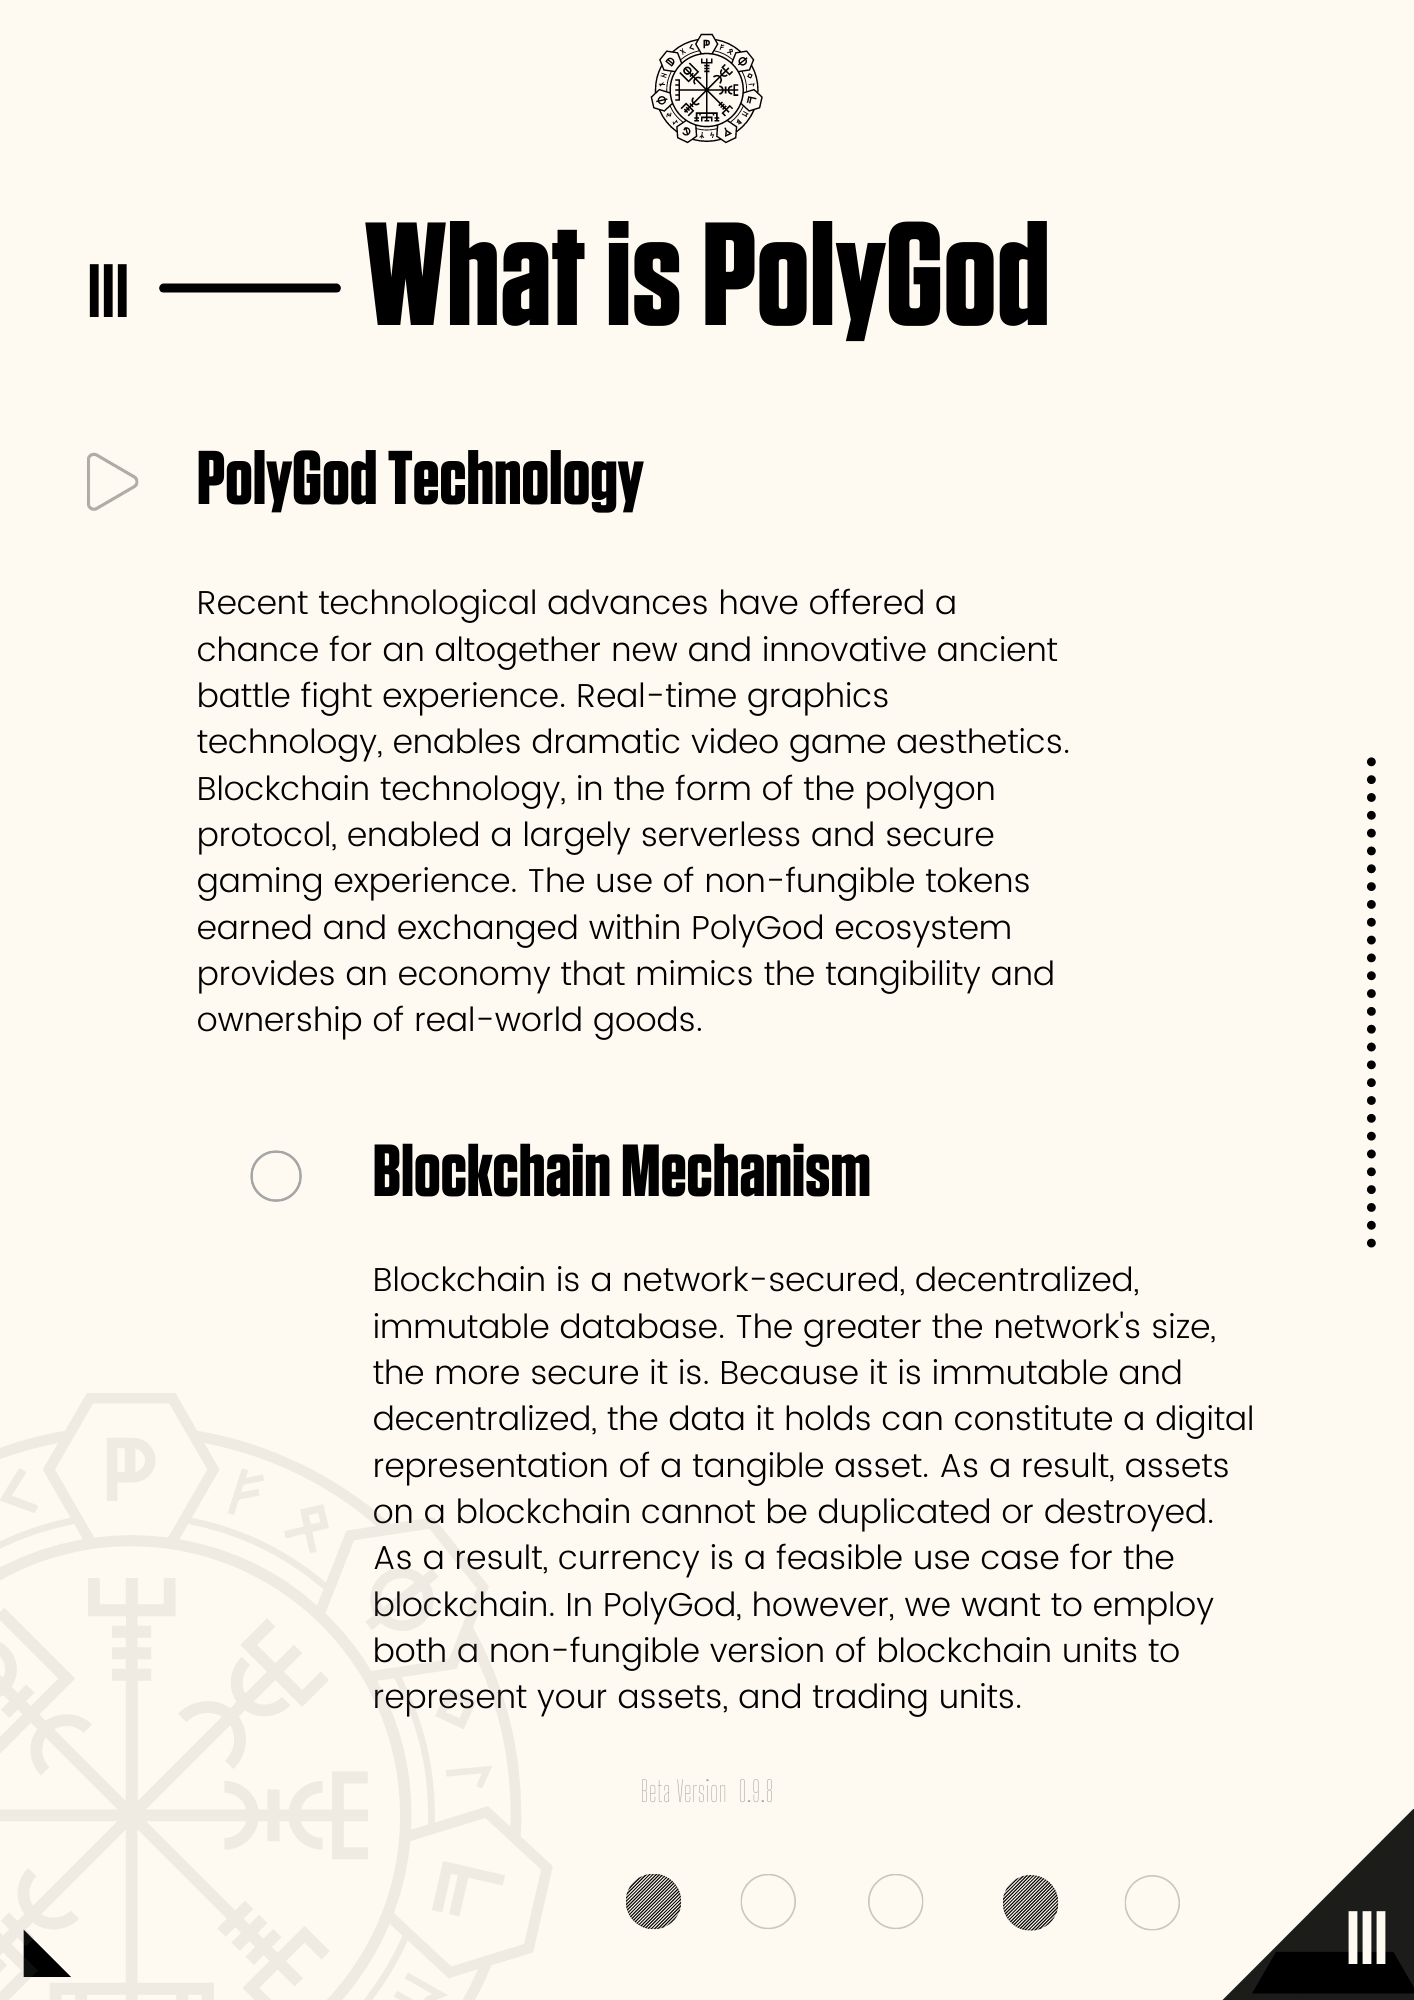 III
What is PolyGod
PolyGod Technology
Recent technological advances have offered a
chance for an altogether new and innovative ancient
battle fight experience. Real-time graphics
technology, enables dramatic video game aesthetics.
Blockchain technology, in the form of the polygon
protocol, enabled a largely serverless and secure
gaming experience. The use of non-fungible tokens
earned and exchanged within PolyGod ecosystem
provides an economy that mimics the tangibility and
ownership of real-world goods.
Blockchain Mechanism
Blockchain is a network-secured, decentralized,
immutable database. The greater the network's size,
the more secure it is. Because it is immutable and
decentralized, the data it holds can constitute a digital
representation of a tangible asset. As a result, assets
on a blockchain cannot be duplicated or destroyed.
As a result, currency is a feasible use case for the
blockchain. In PolyGod, however, we want to employ
both a non-fungible version of blockchain units to
represent your assets, and trading units.
Beta Version 0.9.8
III